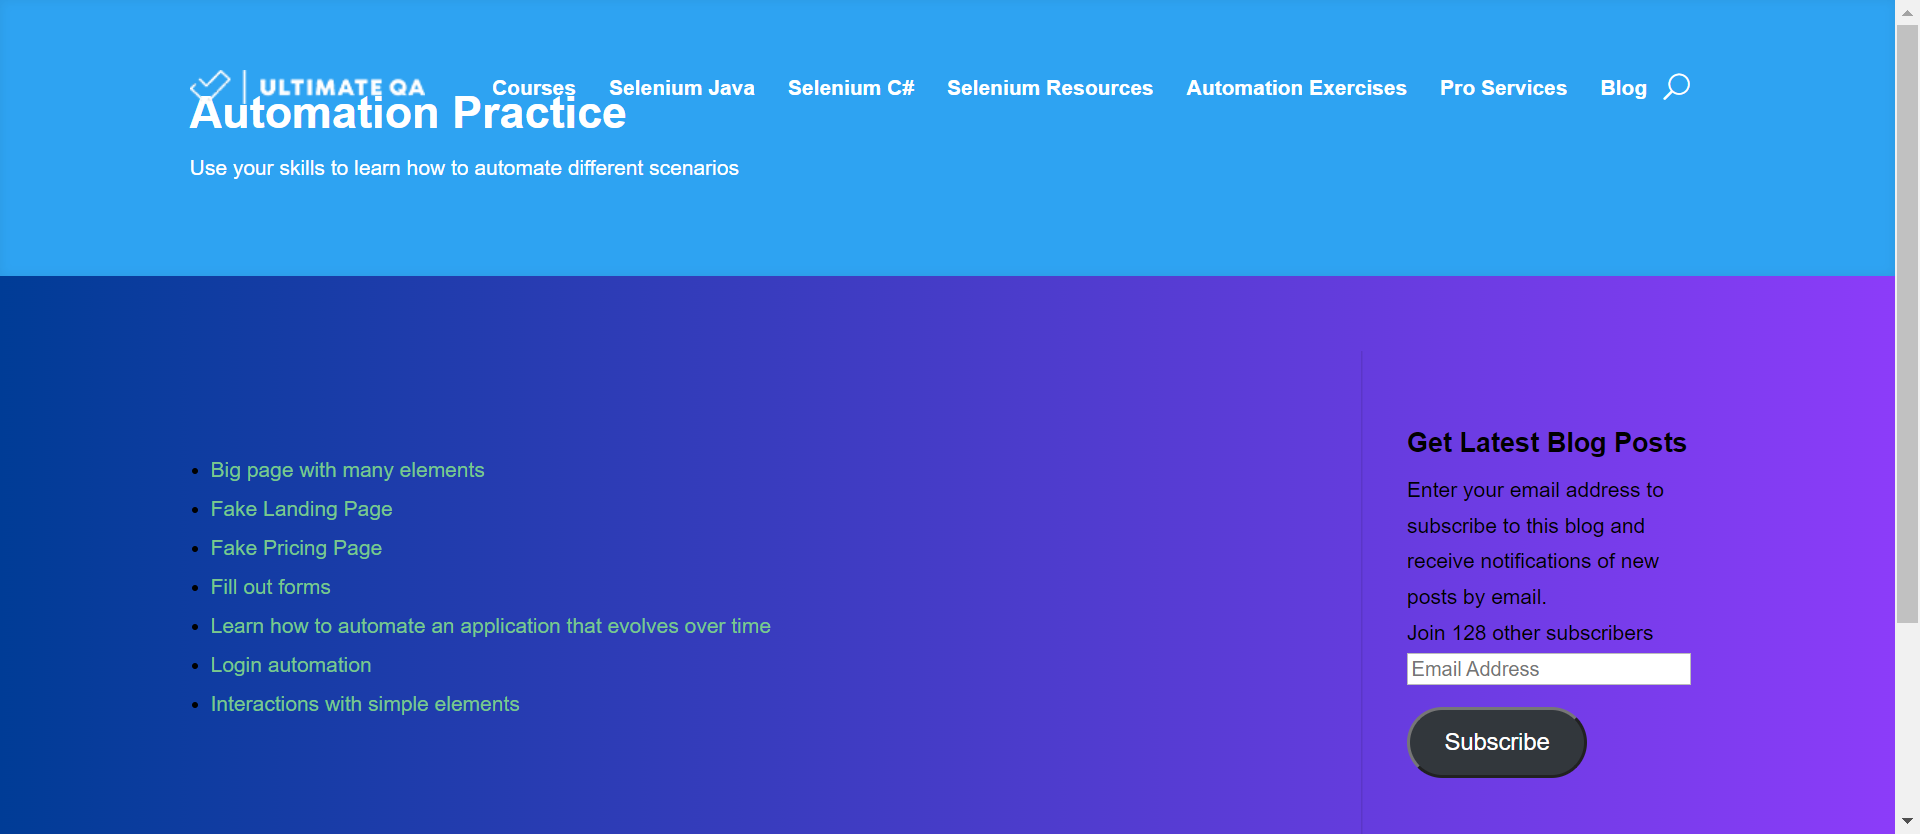 ULTIMATE QA
Courses Selenium Java Selenium C# Selenium Resources Automation Exercises Pro Services Blog
Automation Practice
Use your skills to learn how to automate different scenarios
Big page with many elements
Fake Landing Page
Fake Pricing Page
Fill out forms
Learn how to automate an application that evolves over time
Login automation
Interactions with simple elements
Get Latest Blog Posts
Enter your email address to
subscribe to this blog and
receive notifications of new
posts by email.
Join 128 other subscribers
Email Address
Subscribe